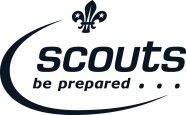 scouts
be prepared . . .